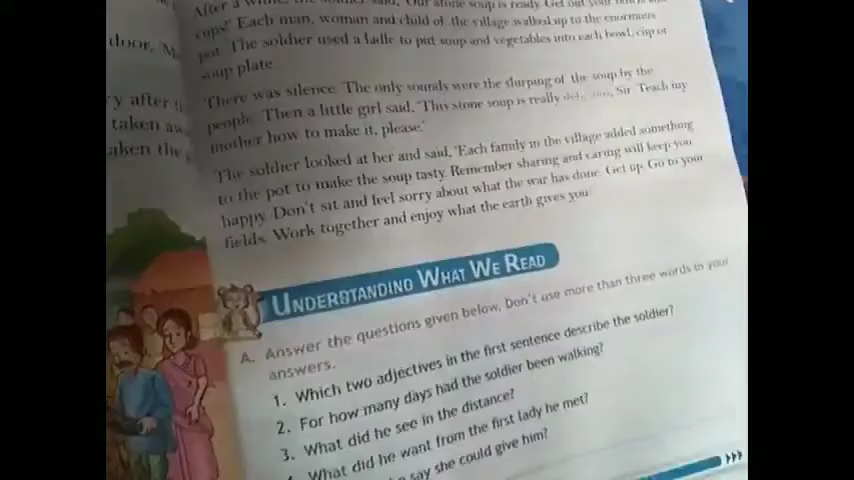 After a while, the soldier said, 'Our stone soup is ready. Get out your
cups!' Each man, woman and child of the village walked up to the enormous
pot. The soldier used a ladle to put soup and vegetables into each bowl, cup or
soup plate.
There was silence. The only sounds were the slurping of the soup by the
people. Then a little girl said, 'This stone soup is really delicious, Sir. Teach my
mother how to make it, please.'
The soldier looked at her and said, 'Each family in the village added something
to the pot to make the soup tasty. Remember sharing and caring will keep you
happy. Don't sit and feel sorry about what the war has done. Get up. Go to your
fields. Work together and enjoy what the earth gives you.
door,
y after
taken
aken the
UNDERSTANDING WHAT WE READ
A. Answer the questions given below, Don't use more than three words in your
answers.
1. Which two adjectives in the first sentence describe the soldier?
2. For how many days had the soldier been walking?
3. What did he see in the distance?
What did he want from the first lady he met?
say she could give him?